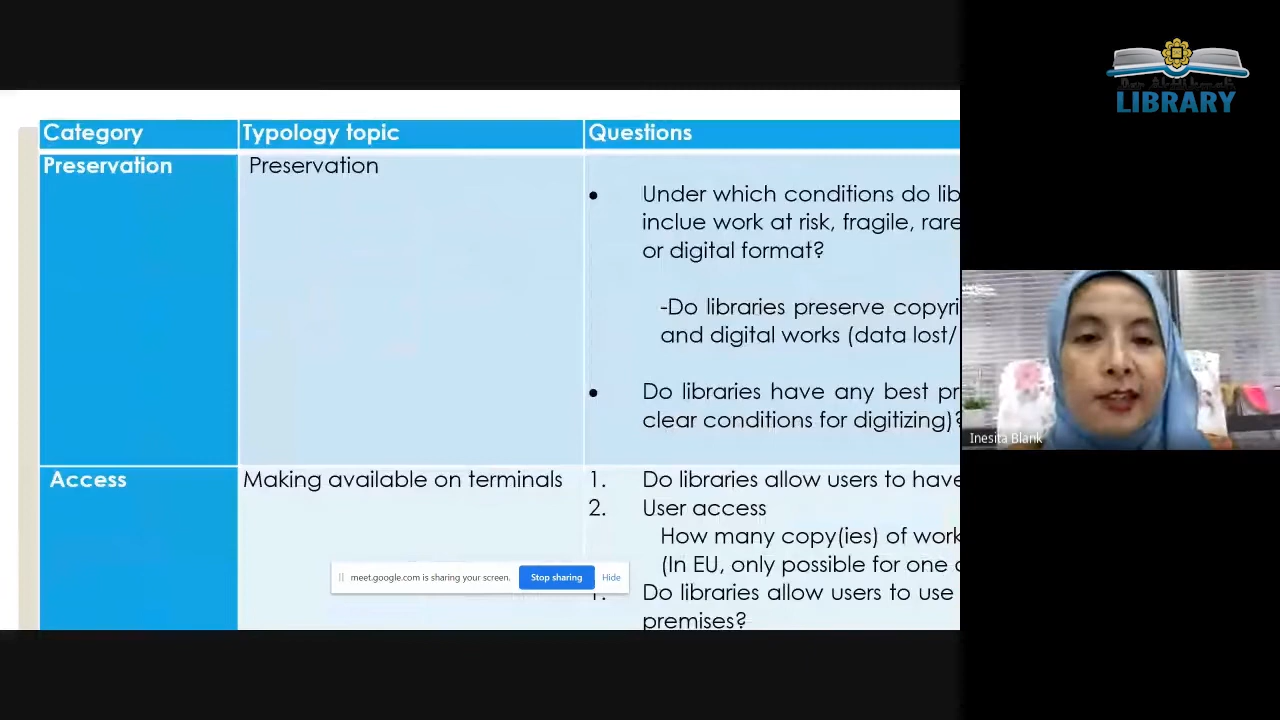 LIBRARY
Category Typology topic Questions
Preservation Preservation
• Under which conditions do lib
inclue work at risk, fragile, rare
or digital format?
-Do libraries preserve copyri
and digital works (data lost/
• Do libraries have any best pr
clear conditions for digitizing)?
Inesita Blank
Access Making available on terminals 1. Do libraries allow users to have
2. User access
How many copy(ies) of work
(In EU, only possible for one
meet.google.com is sharing your screen. Stop sharing Hide
1. Do libraries allow users to use
premises?